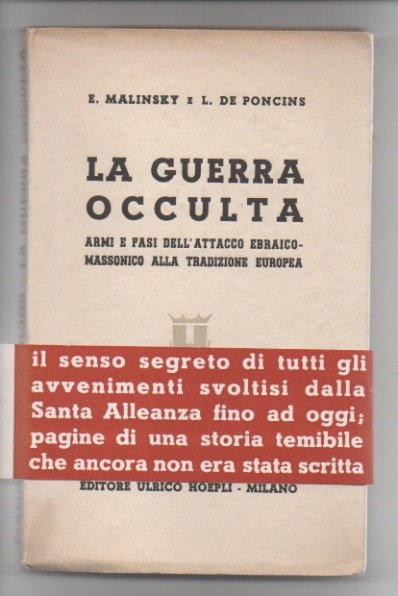 E. MALINSKY E L. DE PONCINS
LA GUERRA
OCCULTA
ARMI E FASI DELL'ATTACCO EBRAICO-
MASSONICO ALLA TRADIZIONE EUROPEA
il senso segreto di tutti gli
avvenimenti svoltisi dalla
Santa Alleanza fino ad oggi;
pagine di una storia temibile
che ancora non era stata scritta
EDITORE ULRICO HOEPLI - MILANO